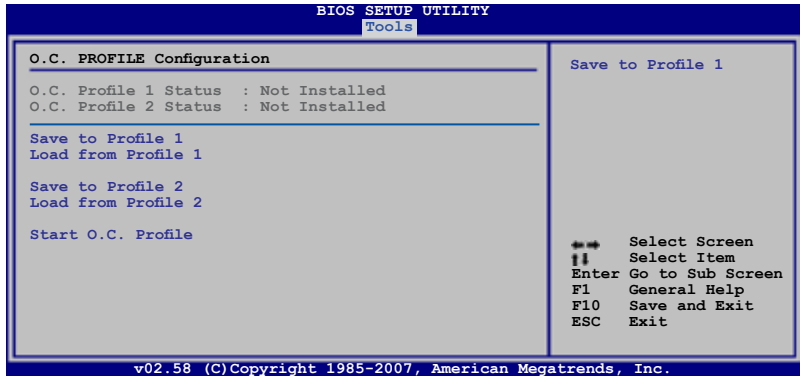 BIOS SETUP UTILITY
Tools
O.C. PROFILE Configuration
O.C. Profile 1 Status : Not Installed
O.C. Profile 2 Status : Not Installed
Save to Profile 1
Load from Profile 1
Save to Profile 2
Load from Profile 2
Start O.C. Profile
Save to Profile 1
Select Screen
Select Item
Enter Go to Sub Screen
F1 General Help
F10 Save and Exit
ESC Exit
v02.58 (C)Copyright 1985-2007, American Megatrends, Inc.